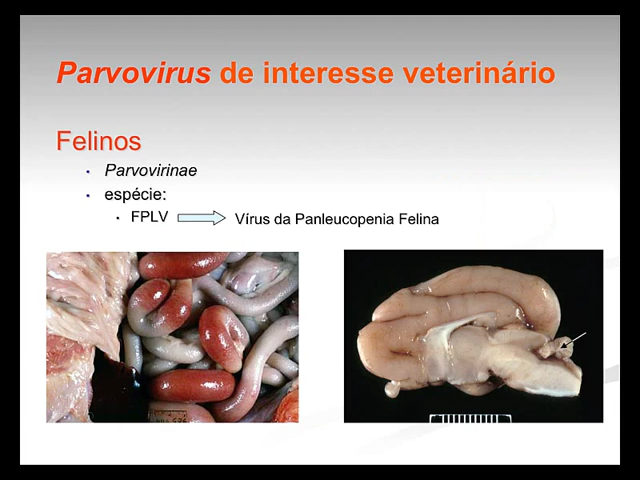 Parvovirus de interesse veterinário
Felinos
• Parvovirinae
• espécie:
• FPLV
Vírus da Panleucopenia Felina